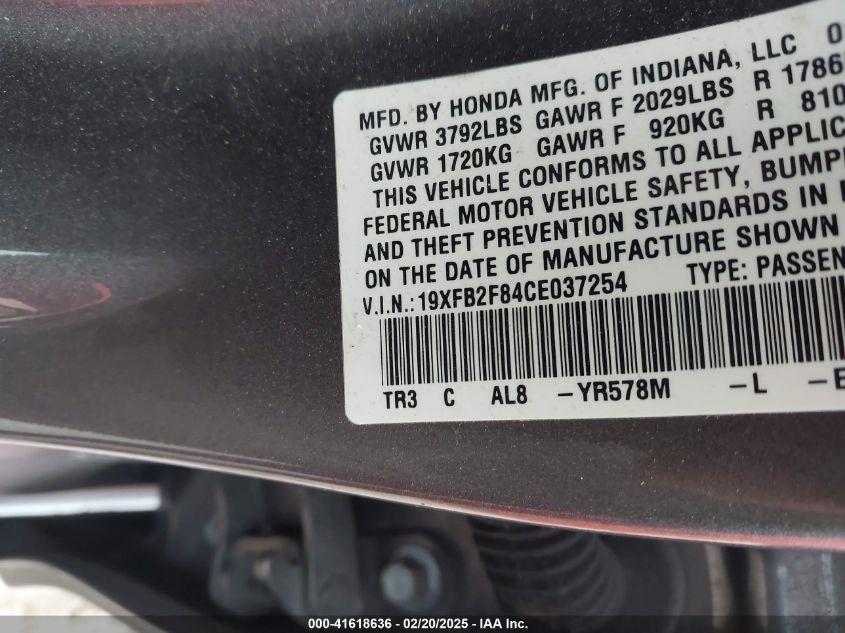 MFD. BY HONDA MFG. OF INDIANA, LLC 0
GVWR 3792LBS GAWR F 2029LBS R 1786
GVWR 1720KG GAWR F 920KG R 810
THIS VEHICLE CONFORMS TO ALL APPLIC
FEDERAL MOTOR VEHICLE SAFETY, BUMP
AND THEFT PREVENTION STANDARDS IN
ON THE DATE OF MANUFACTURE SHOWN
V.I.N.:19XFB2F84CE037254 TYPE: PASSEN
TR3 C AL8 -YR578M -L -E
000-41618636 - 02/20/2025 - IAA Inc.